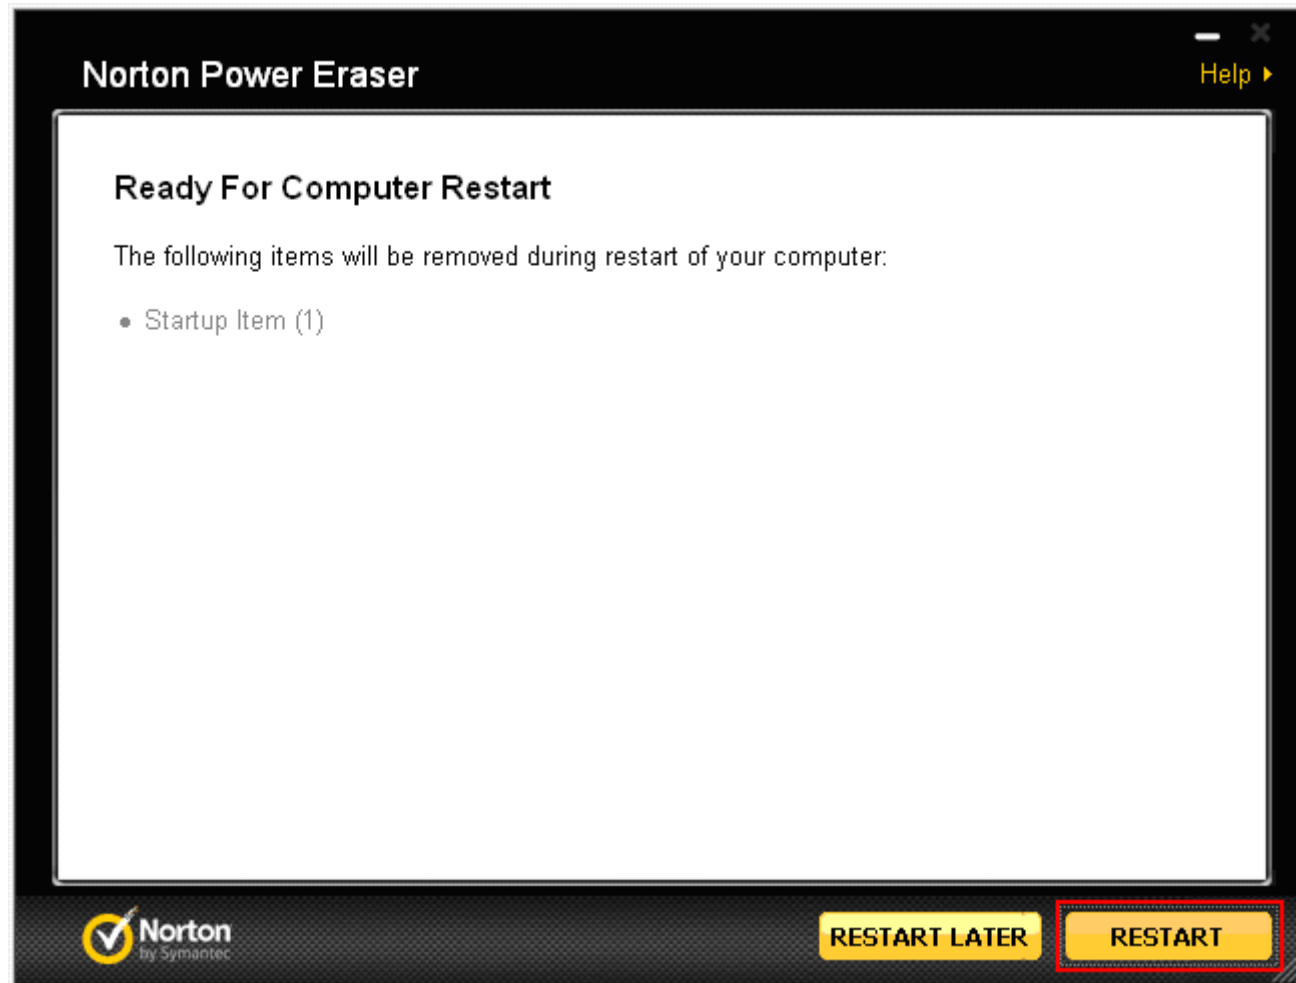 Norton Power Eraser
Help
Ready For Computer Restart
The following items will be removed during restart of your computer:
• Startup Item (1)
Norton
by Symantec
RESTART LATER
RESTART